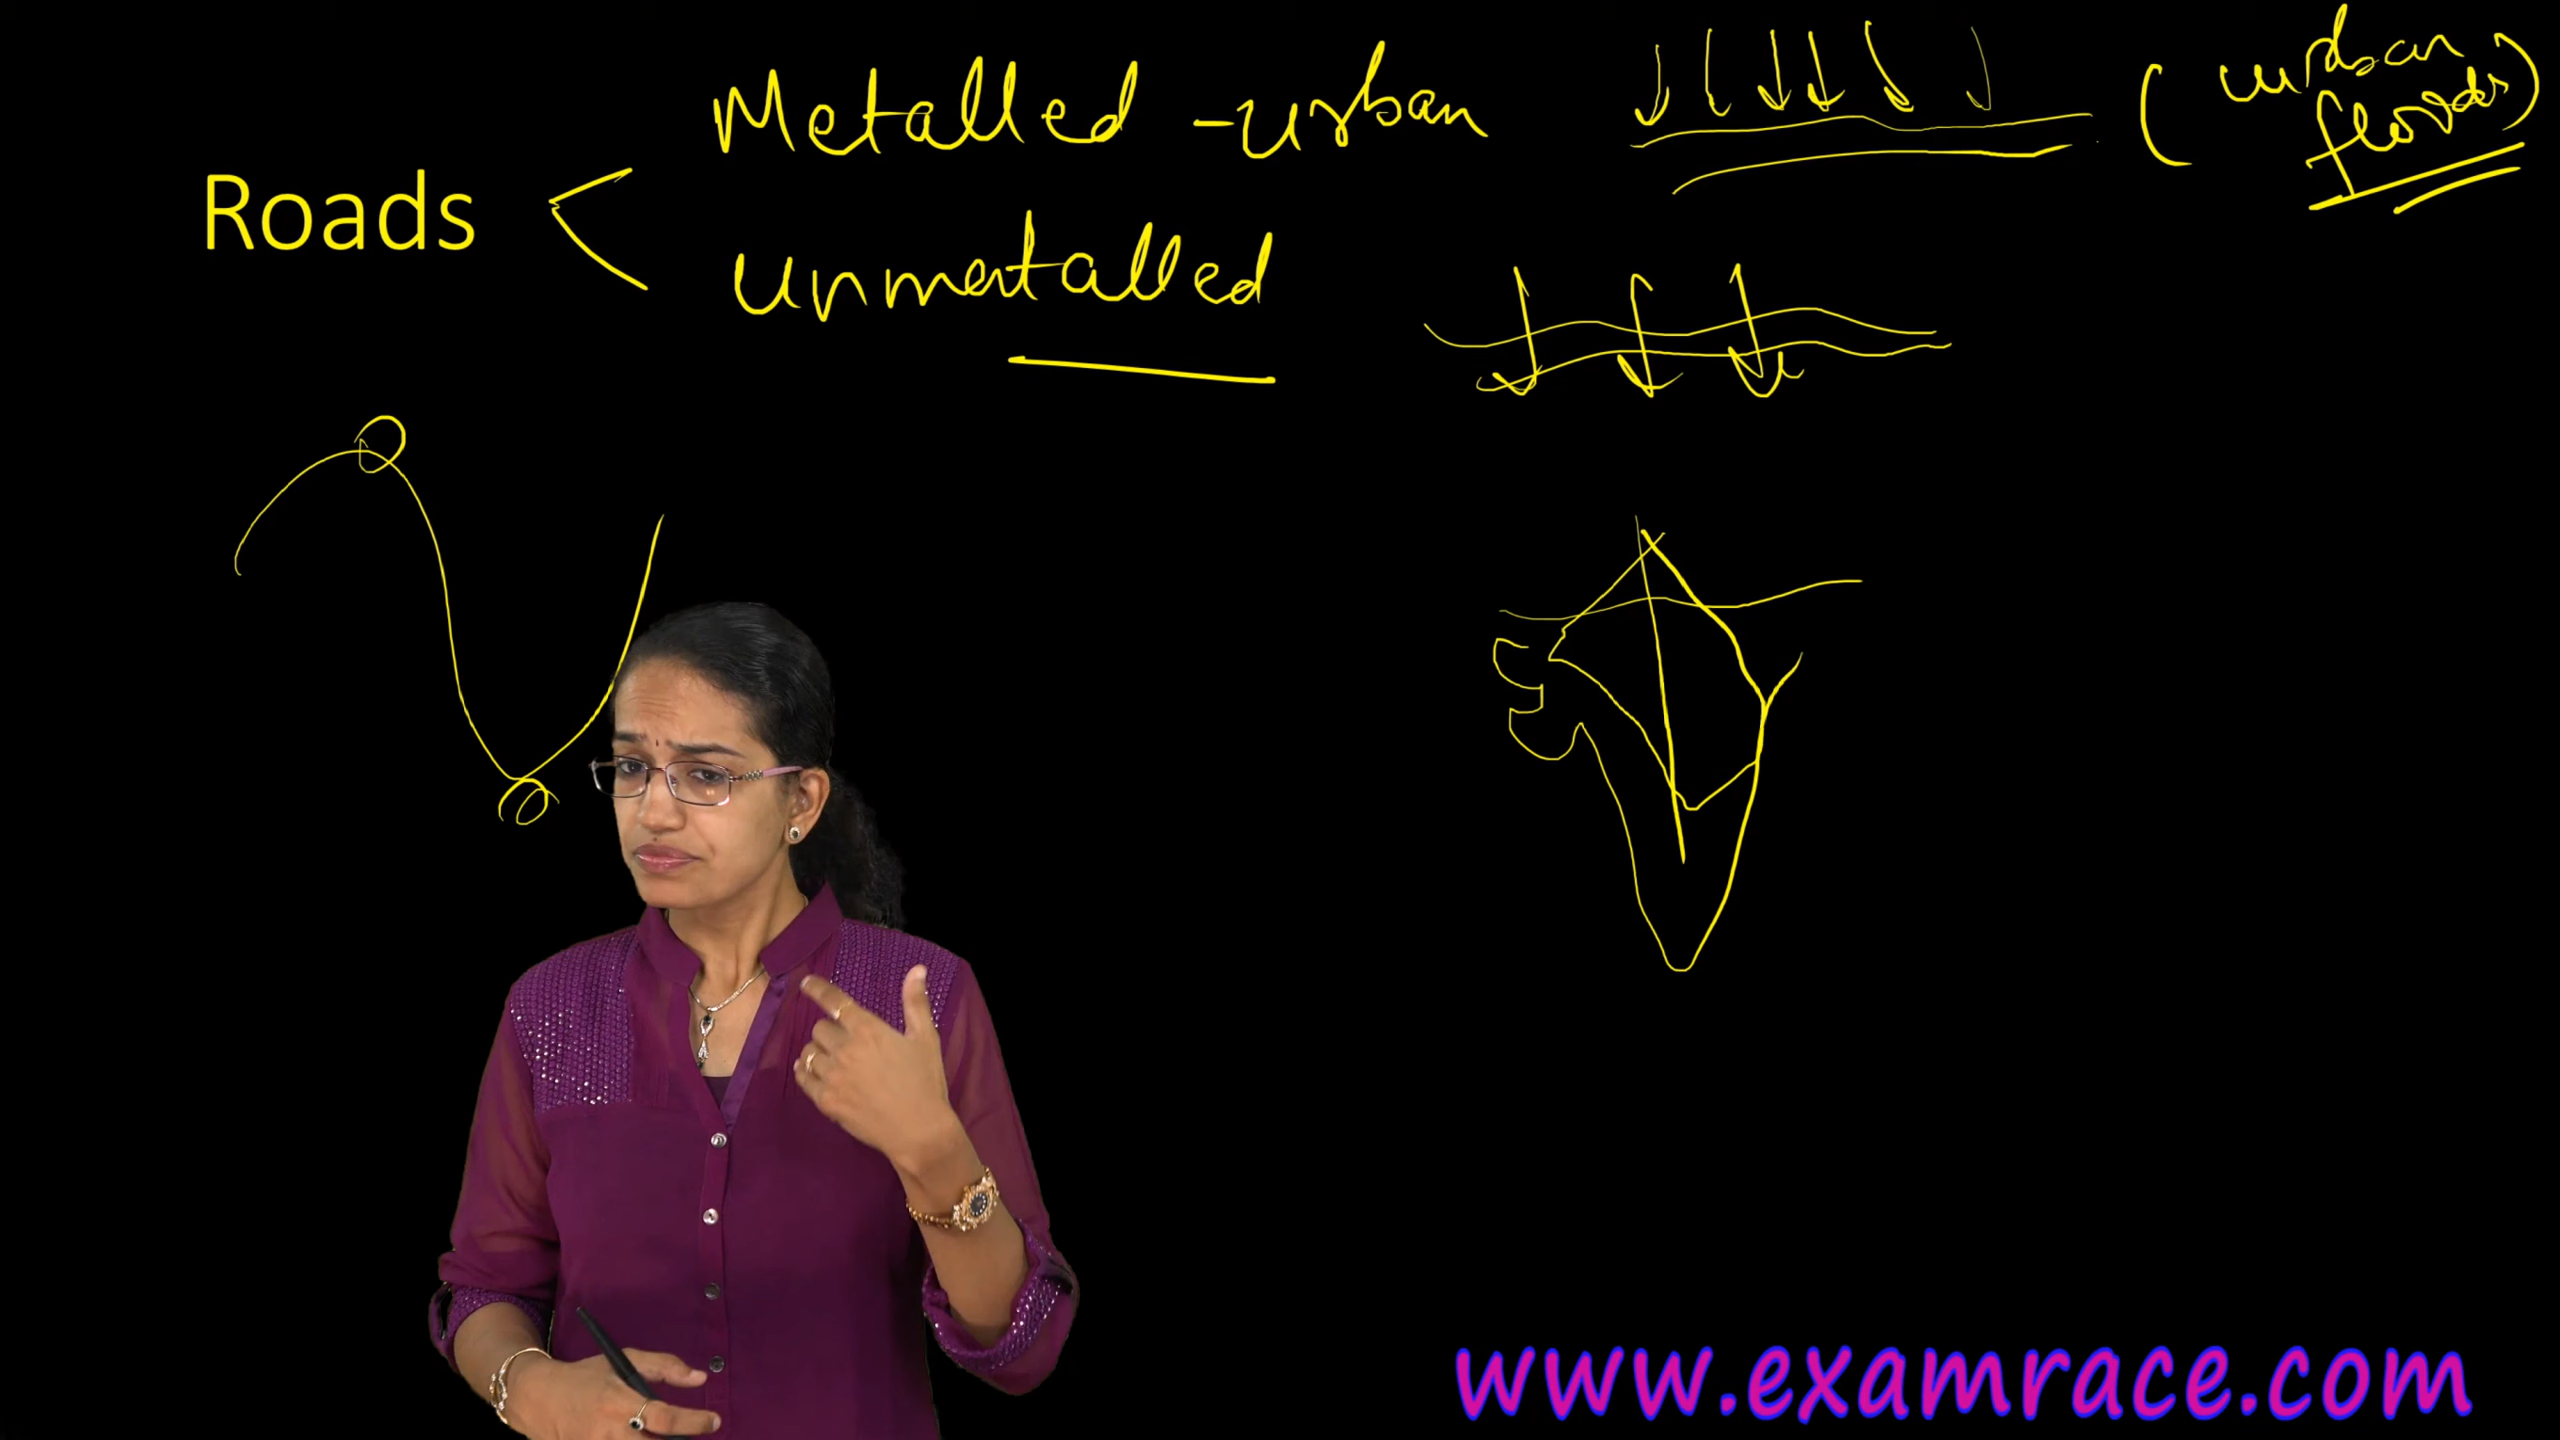 Metalled - urban
(urban
floods)
Roads
unmetalled
www.examrace.com